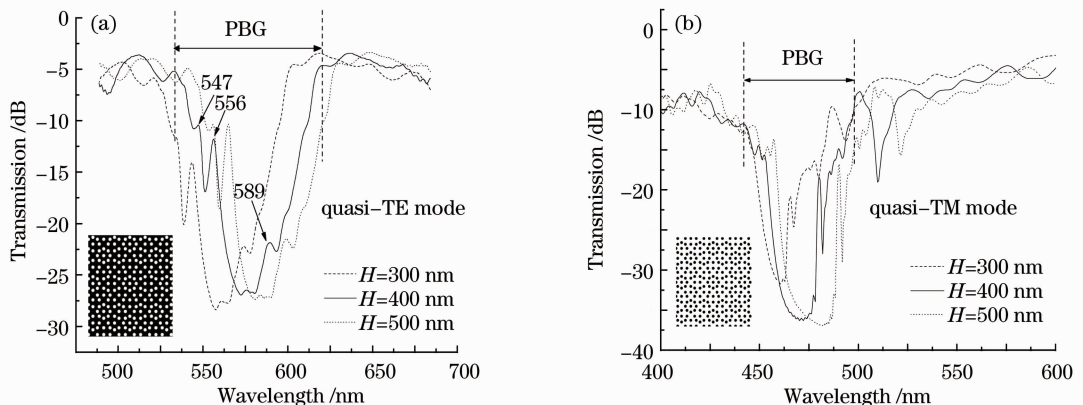 (a)
PBG
547
556
589
quasi-TE mode
H=300 nm
H=400 nm
H=500 nm
0
−5
−10
−15
−20
−25
−30
Transmission /dB
500
550
600
650
700
Wavelength /nm
(b)
PBG
quasi-TM mode
H=300 nm
H=400 nm
H=500 nm
0
−10
−20
−30
−40
Transmission /dB
400
450
500
550
600
Wavelength /nm